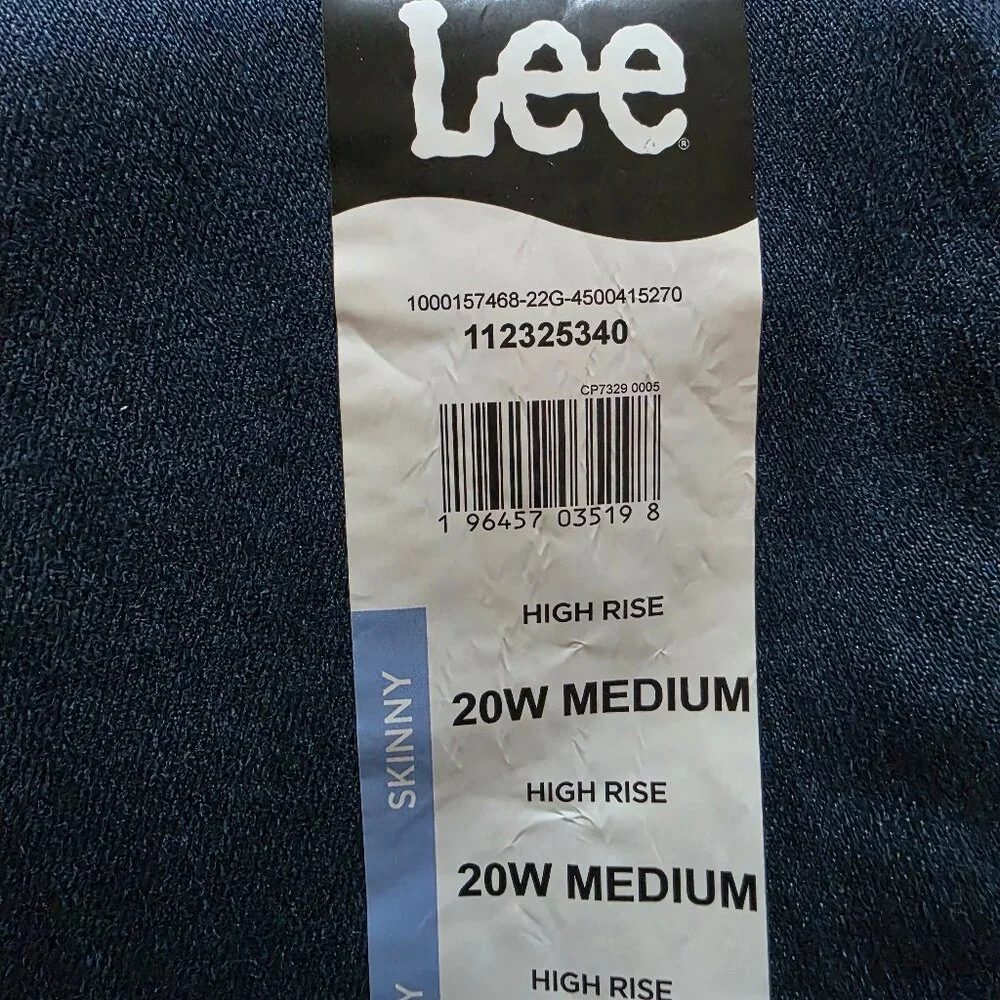 Lee®
1000157468-22G-4500415270
112325340
CP7329 0005
1 96457 03519 8
HIGH RISE
SKINNY
20W MEDIUM
HIGH RISE
20W MEDIUM
HIGH RISE
Y